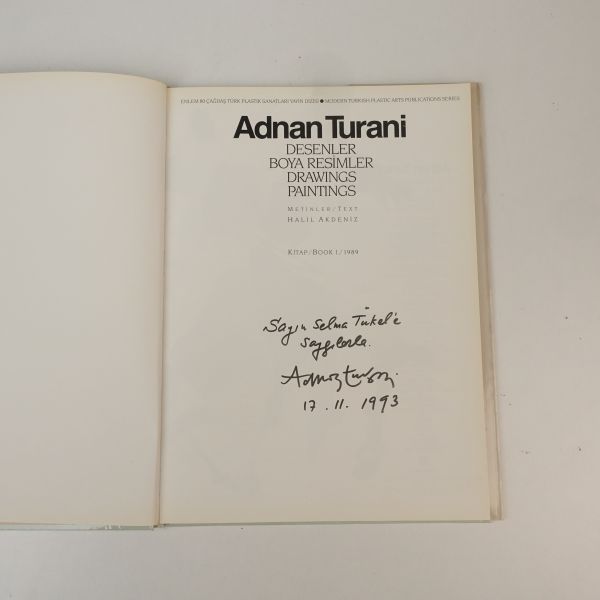 ENLEM 80 ÇAĞDAŞ TÜRK PLASTİK SANATLARI YAYIN DİZİSİ ● MODERN TURKISH PLASTIC ARTS PUBLICATIONS SERIES
Adnan Turani
DESENLER
BOYA RESİMLER
DRAWINGS
PAINTINGS
METİNLER/TEXT
HALİL AKDENİZ
KİTAP/BOOK 1/1989
Sayın Selma Türkel'e
saygılarla.
Adnan Turani
17.11.1993